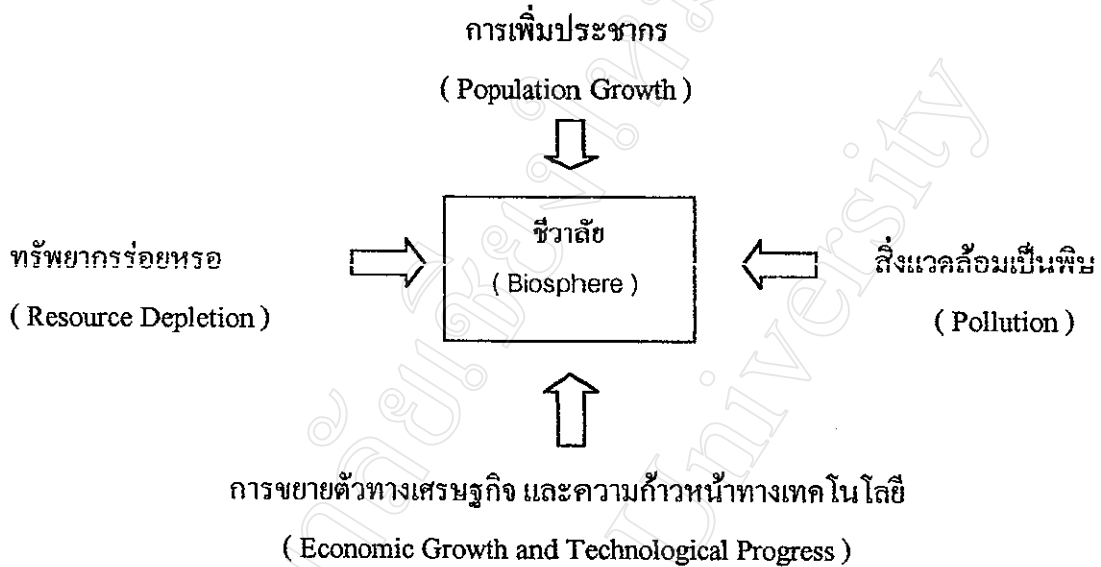 การเพิ่มประชากร
( Population Growth )
ชีวาลัย
( Biosphere )
ทรัพยากรร่อยหรอ
( Resource Depletion )
สิ่งแวดล้อมเป็นพิษ
( Pollution )
การขยายตัวทางเศรษฐกิจ และความก้าวหน้าทางเทคโนโลยี
( Economic Growth and Technological Progress )
University